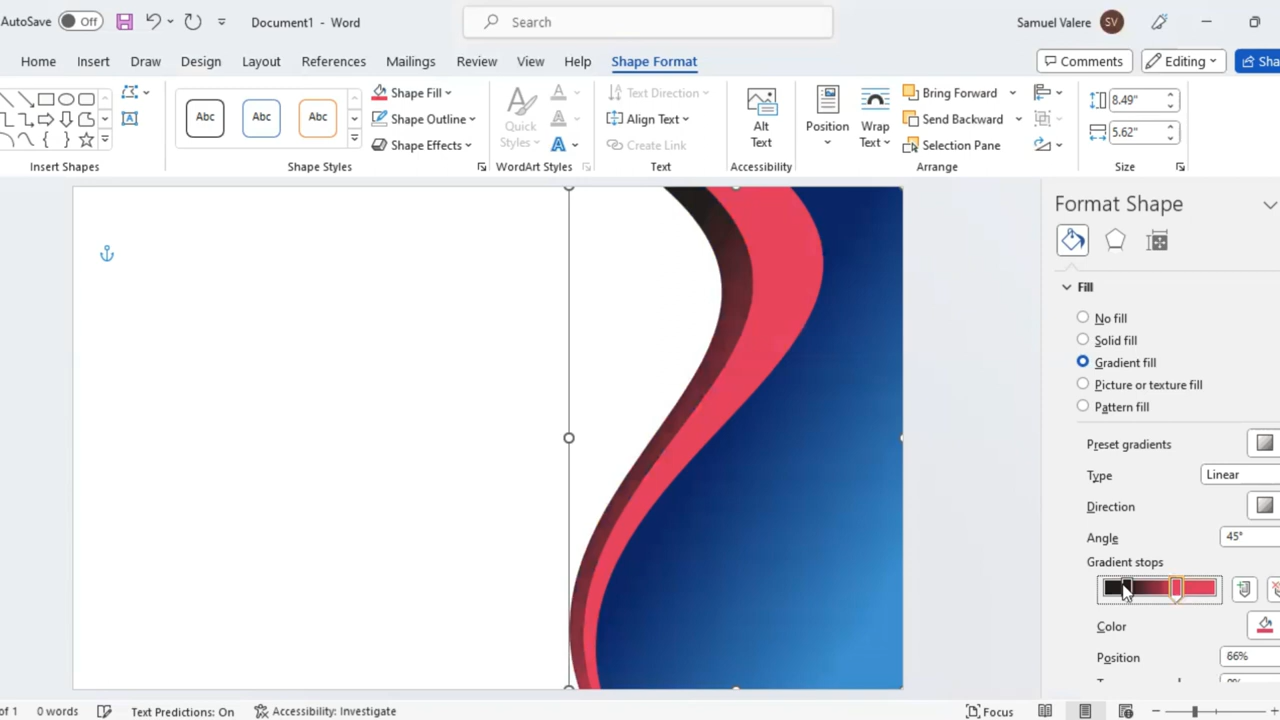 AutoSave Off Document1 - Word Search Samuel Valere SV
Home Insert Draw Design Layout References Mailings Review View Help Shape Format Comments Editing Sha
Abc Abc Abc
Shape Fill
Shape Outline
Shape Effects
Quick
Styles
Text Direction
Align Text
Create Link
Alt
Text
Position
Wrap
Text
Bring Forward
Send Backward
Selection Pane
8.49"
5.62"
Insert Shapes Shape Styles WordArt Styles Text Accessibility Arrange Size
Format Shape
Fill
No fill
Solid fill
Gradient fill
Picture or texture fill
Pattern fill
Preset gradients
Type Linear
Direction
Angle 45°
Gradient stops
Color
Position 66%
of 1 0 words Text Predictions: On Accessibility: Investigate Focus